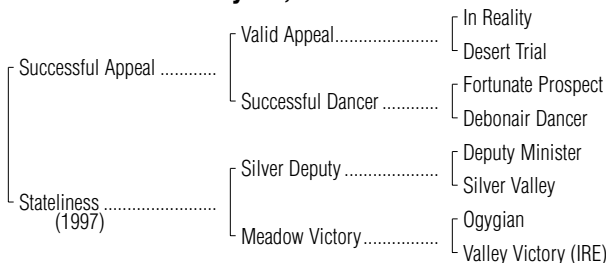 In Reality
Valid Appeal..................
Desert Trial
Successful Appeal ............
Fortunate Prospect
Successful Dancer ............
Debonair Dancer
Deputy Minister
Silver Deputy ....................
Silver Valley
Stateliness ........................
(1997)
Ogygian
Meadow Victory................
Valley Victory (IRE)